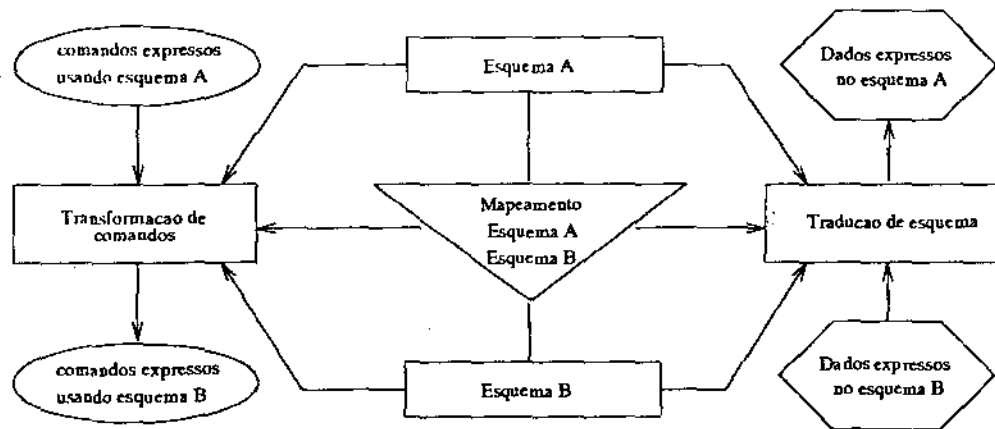 comandos expressos
usando esquema A
Esquema A
Dados expressos
no esquema A
Transformacao de
comandos
Mapeamento
Esquema A
Esquema B
Traducao de esquema
comandos expressos
usando esquema B
Esquema B
Dados expressos
no esquema B